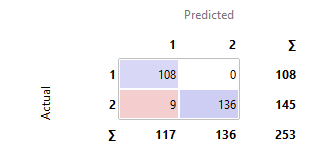 Predicted
1 2 Σ
1 108 0 108
Actual
2 9 136 145
Σ 117 136 253